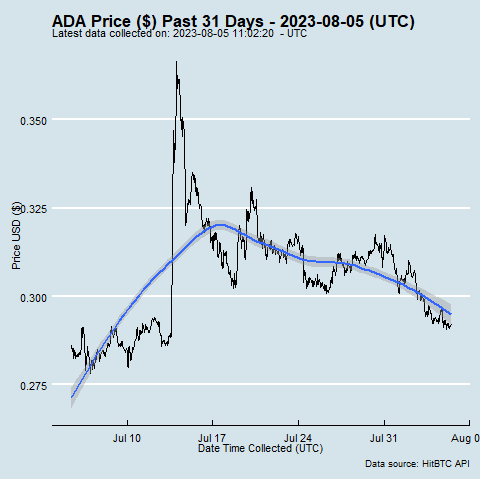 ADA Price ($) Past 31 Days - 2023-08-05 (UTC)
Latest data collected on: 2023-08-05 11:02:20 - UTC
0.350
0.325
0.300
0.275
Price USD ($)
Jul 10
Jul 17
Jul 24
Jul 31
Aug 0
Date Time Collected (UTC)
Data source: HitBTC API